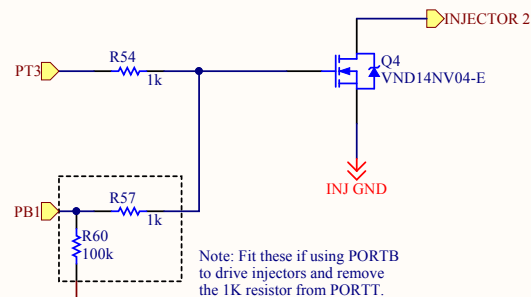 INJECTOR 2
R54
PT3
1k
Q4
VND14NV04-E
INJ GND
R57
PB1
1k
R60
100k
Note: Fit these if using PORTB
to drive injectors and remove
the 1K resistor from PORTT.